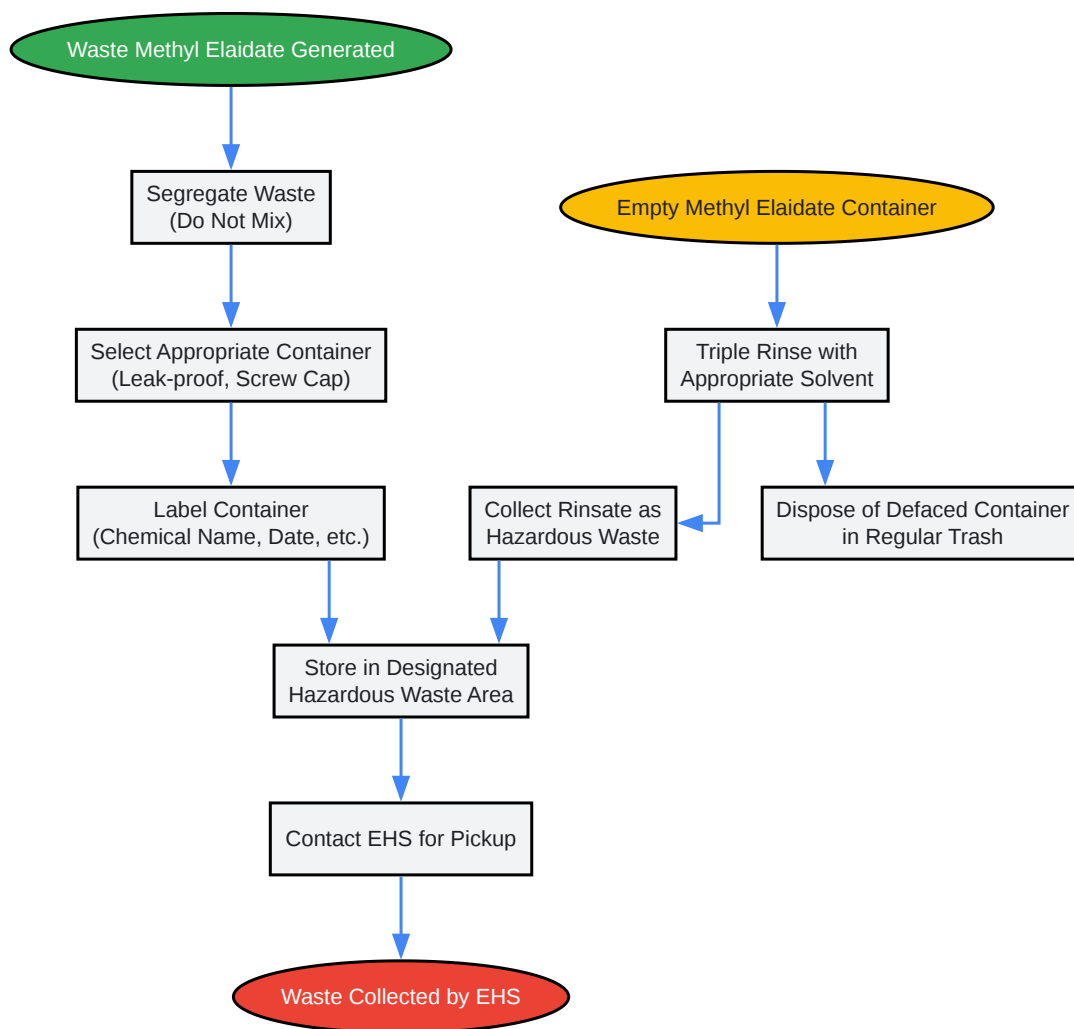 Waste Methyl Elaidate Generated
Segregate Waste
(Do Not Mix)
Empty Methyl Elaidate Container
Select Appropriate Container
(Leak-proof, Screw Cap)
Triple Rinse with
Appropriate Solvent
Label Container
(Chemical Name, Date, etc.)
Collect Rinsate as
Hazardous Waste
Dispose of Defaced Container
in Regular Trash
Store in Designated
Hazardous Waste Area
Contact EHS for Pickup
Waste Collected by EHS